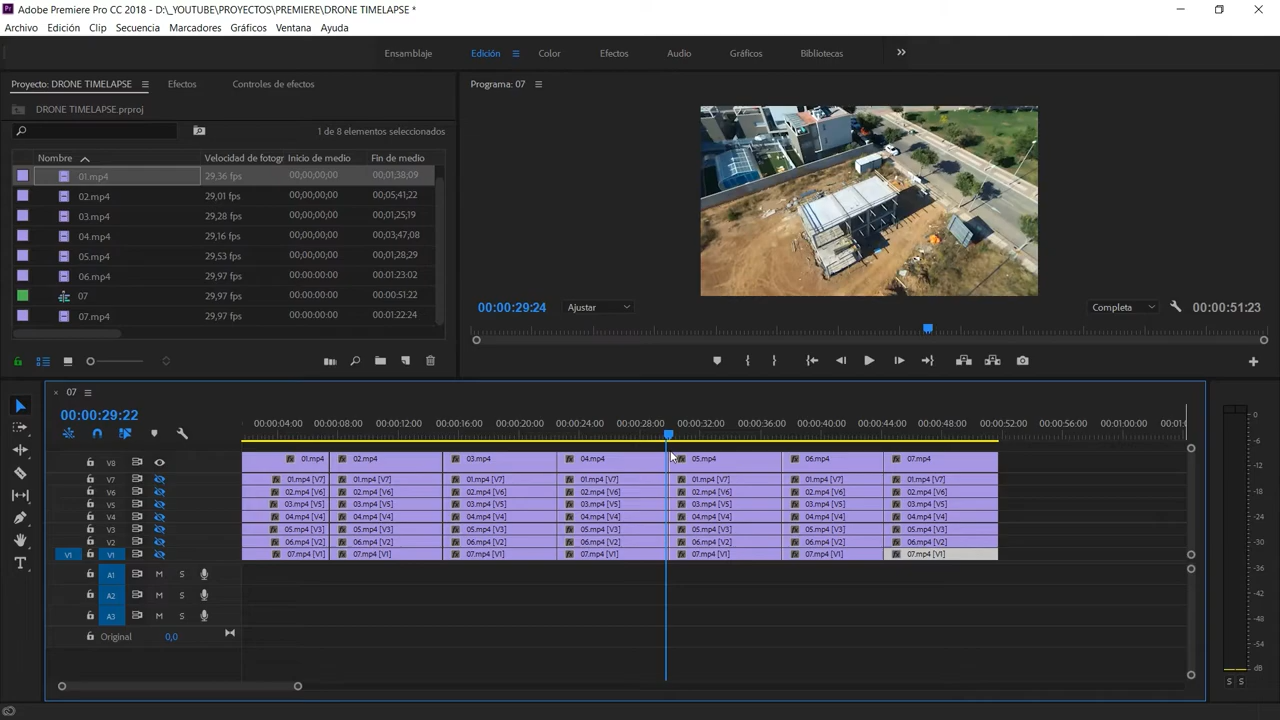 Adobe Premiere Pro CC 2018 - D:\_YOUTUBE\PROYECTOS\PREMIERE\DRONE TIMELAPSE *
Archivo Edición Clip Secuencia Marcadores Gráficos Ventana Ayuda
Ensamblaje Edición Color Efectos Audio Gráficos Bibliotecas
Proyecto: DRONE TIMELAPSE Efectos Controles de efectos
DRONE TIMELAPSE.prproj
1 de 8 elementos seleccionados
Nombre Velocidad de fotogr Inicio de medio Fin de medio
01.mp4 29,36 fps 00;00;00;00 00;01;38;09
02.mp4 29,01 fps 00;00;00;00 00;05;41;22
03.mp4 29,28 fps 00;00;00;00 00;01;25;19
04.mp4 29,16 fps 00;00;00;00 00;03;47;08
05.mp4 29,53 fps 00;00;00;00 00;01;28;29
06.mp4 29,97 fps 00:00:00:00 00:01:23:02
07 29,97 fps 00:00:00:00 00:00:51:22
07.mp4 29,97 fps 00:00:00:00 00:01:22:24
Programa: 07
00:00:29:24 Ajustar Completa 00:00:51:23
07
00:00:29:22
00:00:04:00 00:00:08:00 00:00:12:00 00:00:16:00 00:00:20:00 00:00:24:00 00:00:28:00 00:00:32:00 00:00:36:00 00:00:40:00 00:00:44:00 00:00:48:00 00:00:52:00 00:00:56:00 00:01:00:00 00:01:0
V8 01.mp4 02.mp4 03.mp4 04.mp4 05.mp4 06.mp4 07.mp4
V7 01.mp4 [V7] 01.mp4 [V7] 01.mp4 [V7] 01.mp4 [V7] 01.mp4 [V7] 01.mp4 [V7] 01.mp4 [V7]
V6 02.mp4 [V6] 02.mp4 [V6] 02.mp4 [V6] 02.mp4 [V6] 02.mp4 [V6] 02.mp4 [V6] 02.mp4 [V6]
V5 03.mp4 [V5] 03.mp4 [V5] 03.mp4 [V5] 03.mp4 [V5] 03.mp4 [V5] 03.mp4 [V5] 03.mp4 [V5]
V4 04.mp4 [V4] 04.mp4 [V4] 04.mp4 [V4] 04.mp4 [V4] 04.mp4 [V4] 04.mp4 [V4] 04.mp4 [V4]
V3 05.mp4 [V3] 05.mp4 [V3] 05.mp4 [V3] 05.mp4 [V3] 05.mp4 [V3] 05.mp4 [V3] 05.mp4 [V3]
V2 06.mp4 [V2] 06.mp4 [V2] 06.mp4 [V2] 06.mp4 [V2] 06.mp4 [V2] 06.mp4 [V2] 06.mp4 [V2]
V1 V1 07.mp4 [V1] 07.mp4 [V1] 07.mp4 [V1] 07.mp4 [V1] 07.mp4 [V1] 07.mp4 [V1] 07.mp4 [V1]
A1 M S
A2 M S
A3 M S
Original 0,0
0
-6
-12
-18
-24
-30
-36
-42
-48
-54
dB
S S